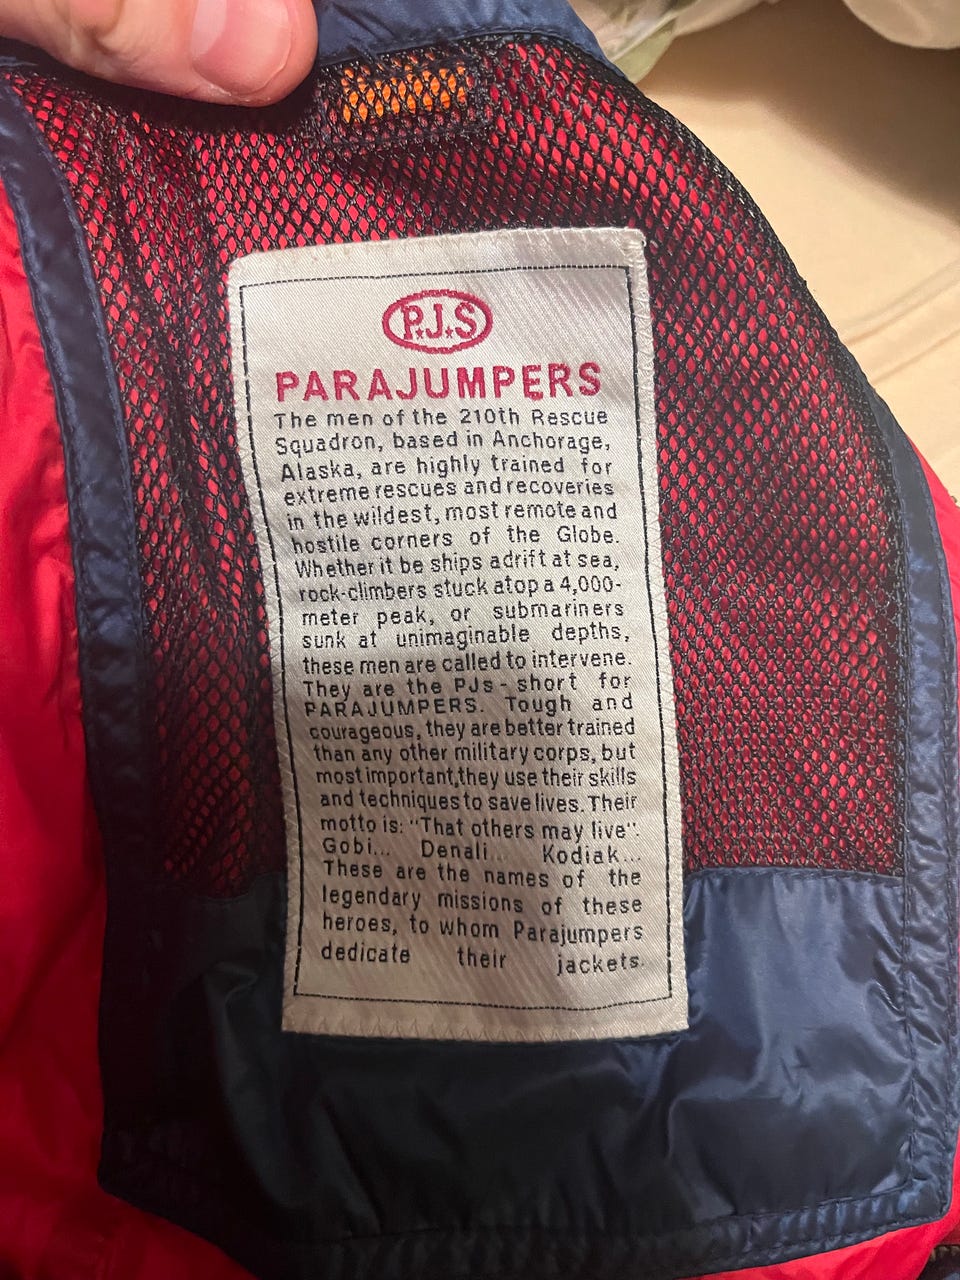 P.J.S
PARAJUMPERS
The men of the 210th Rescue
Squadron, based in Anchorage,
Alaska, are highly trained for
extreme rescues and recoveries
in the wildest, most remote and
hostile corners of the Globe.
Whether it be ships adrift at sea,
rock-climbers stuck atop a 4,000-
meter peak, or submariners
sunk at unimaginable depths,
these men are called to intervene.
They are the PJs - short for
PARAJUMPERS. Tough and
courageous, they are better trained
than any other military corps, but
most important,they use their skills
and techniques to save lives. Their
motto is: "That others may live".
Gobi... Denali... Kodiak...
These are the names of the
legendary missions of these
heroes, to whom Parajumpers
dedicate their jackets.